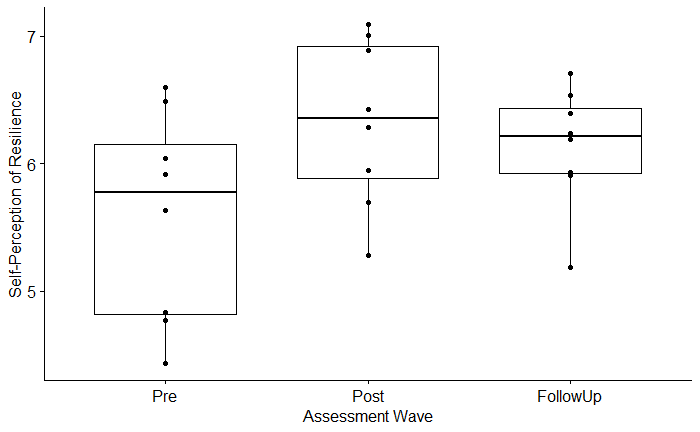 Self-Perception of Resilience
7
6
5
Pre
Post
FollowUp
Assessment Wave